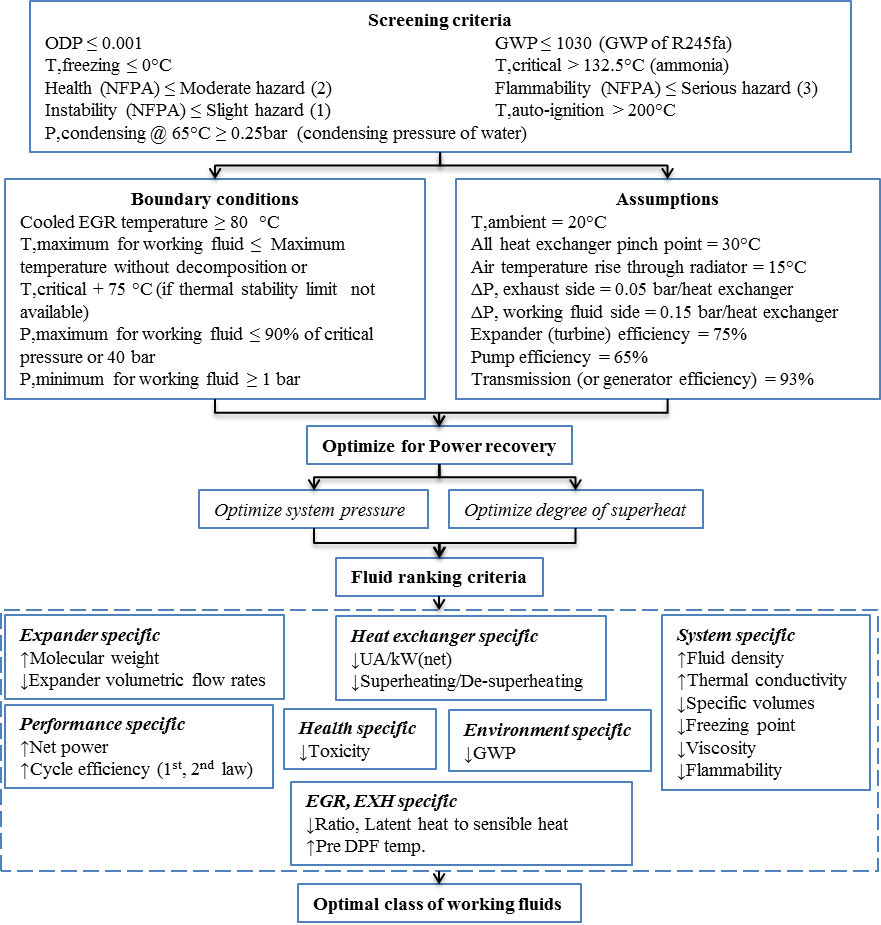 Screening criteria
ODP ≤ 0.001
GWP ≤ 1030 (GWP of R245fa)
T,freezing ≤ 0°C
T,critical > 132.5°C (ammonia)
Health (NFPA) ≤ Moderate hazard (2)
Flammability (NFPA) ≤ Serious hazard (3)
Instability (NFPA) ≤ Slight hazard (1)
T,auto-ignition > 200°C
P,condensing @ 65°C ≥ 0.25bar (condensing pressure of water)
Boundary conditions
Cooled EGR temperature ≥ 80 °C
T,maximum for working fluid ≤ Maximum
temperature without decomposition or
T,critical + 75 °C (if thermal stability limit not
available)
P,maximum for working fluid ≤ 90% of critical
pressure or 40 bar
P,minimum for working fluid ≥ 1 bar
Assumptions
T,ambient = 20°C
All heat exchanger pinch point = 30°C
Air temperature rise through radiator = 15°C
ΔP, exhaust side = 0.05 bar/heat exchanger
ΔP, working fluid side = 0.15 bar/heat exchanger
Expander (turbine) efficiency = 75%
Pump efficiency = 65%
Transmission (or generator efficiency) = 93%
Optimize for Power recovery
Optimize system pressure
Optimize degree of superheat
Fluid ranking criteria
Expander specific
↑Molecular weight
↓Expander volumetric flow rates
Heat exchanger specific
↓UA/kW(net)
↓Superheating/De-superheating
System specific
↑Fluid density
↑Thermal conductivity
↓Specific volumes
↓Freezing point
↓Viscosity
↓Flammability
Performance specific
↑Net power
↑Cycle efficiency (1st, 2nd law)
Health specific
↓Toxicity
Environment specific
↓GWP
EGR, EXH specific
↓Ratio, Latent heat to sensible heat
↑Pre DPF temp.
Optimal class of working fluids